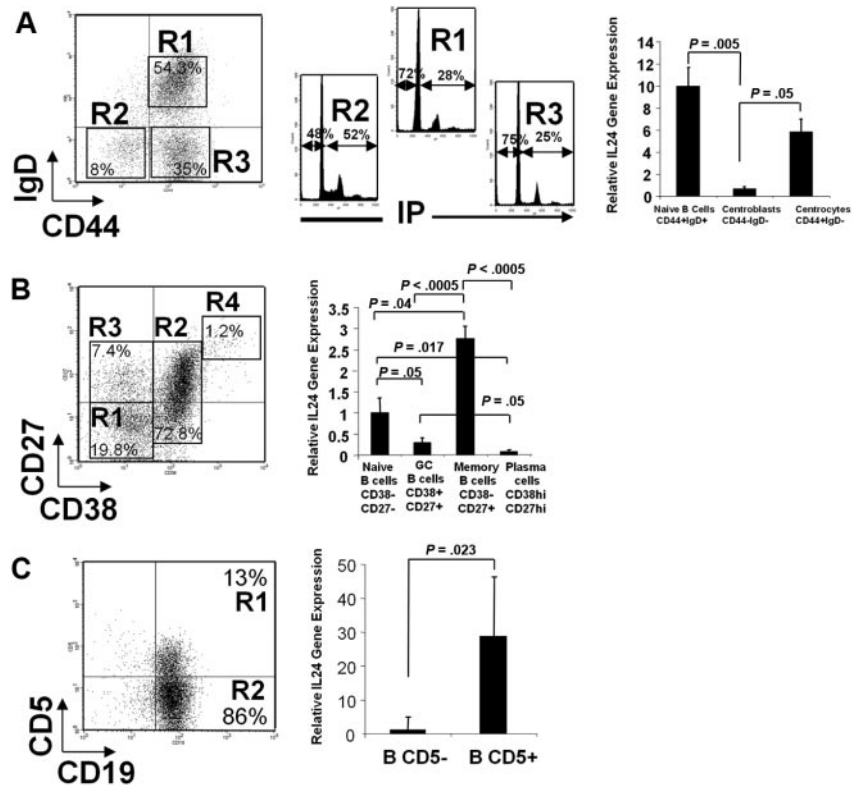 A
R1
54.3%
R2
8%
R3
35%
IgD
CD44
R1
72%
28%
R2
48%
52%
R3
75%
25%
IP
Relative IL24 Gene Expression
14
12
10
8
6
4
2
0
P = .005
P = .05
Naive B Cells Centroblasts Centrocytes
CD44+IgD+ CD44-IgD- CD44+IgD-
B
R4
1.2%
R3
R2
7.4%
R1
72.8%
19.8%
CD27
CD38
Relative IL24 Gene Expression
3.5
3
2.5
2
1.5
1
0.5
0
P < .0005
P < .0005
P = .04
P = .017
P = .05
P = .05
Naive GC Memory Plasma
B cells B cells B cells cells
CD38- CD38+ CD38- CD38hi
CD27- CD27+ CD27+ CD27hi
C
13%
R1
R2
86%
CD5
CD19
Relative IL24 Gene Expression
50
40
30
20
10
0
P = .023
B CD5- B CD5+